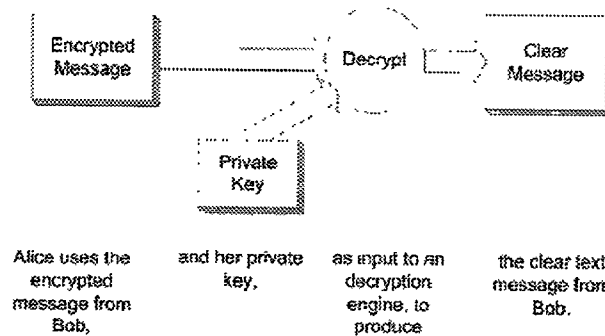 Encrypted
Message
Decrypt
Clear
Message
Private
Key
Alice uses the
encrypted
message from
Bob,
and her private
key,
as input to an
decryption
engine, to
produce
the clear text
message from
Bob.